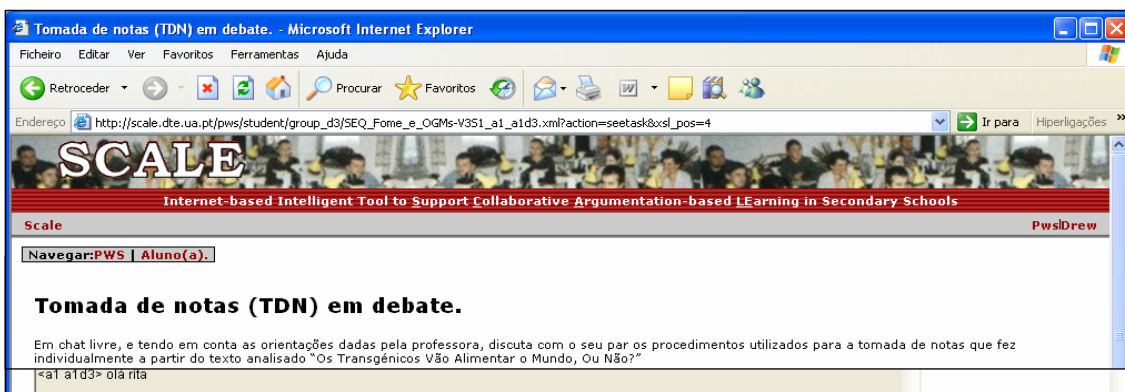 Tomada de notas (TDN) em debate. - Microsoft Internet Explorer
Ficheiro Editar Ver Favoritos Ferramentas Ajuda
Retroceder Procurar Favoritos
Endereço http://scale.dte.ua.pt/pws/student/group_d3/SEQ_Fome_e_OGMs-V3S1_a1_a1d3.xml?action=seetask&xsl_pos=4 Ir para Hiperligações »
SCALE
Internet-based Intelligent Tool to Support Collaborative Argumentation-based LEarning in Secondary Schools
Scale Pws|Drew
Navegar:PWS | Aluno(a).
Tomada de notas (TDN) em debate.
Em chat livre, e tendo em conta as orientações dadas pela professora, discuta com o seu par os procedimentos utilizados para a tomada de notas que fez
individualmente a partir do texto analisado “Os Transgénicos Vão Alimentar o Mundo, Ou Não?”
<a1 a1d3> olá rita